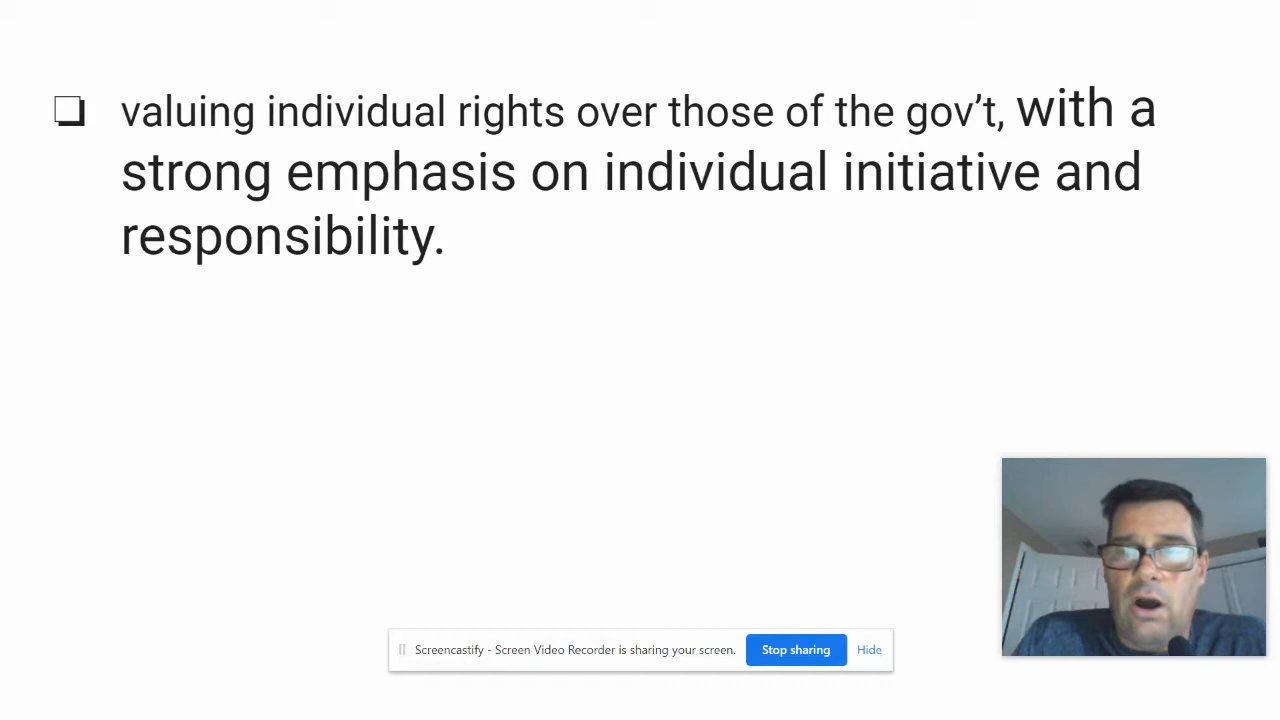 valuing individual rights over those of the gov’t, with a
strong emphasis on individual initiative and
responsibility.
Screencastify - Screen Video Recorder is sharing your screen. Stop sharing Hide